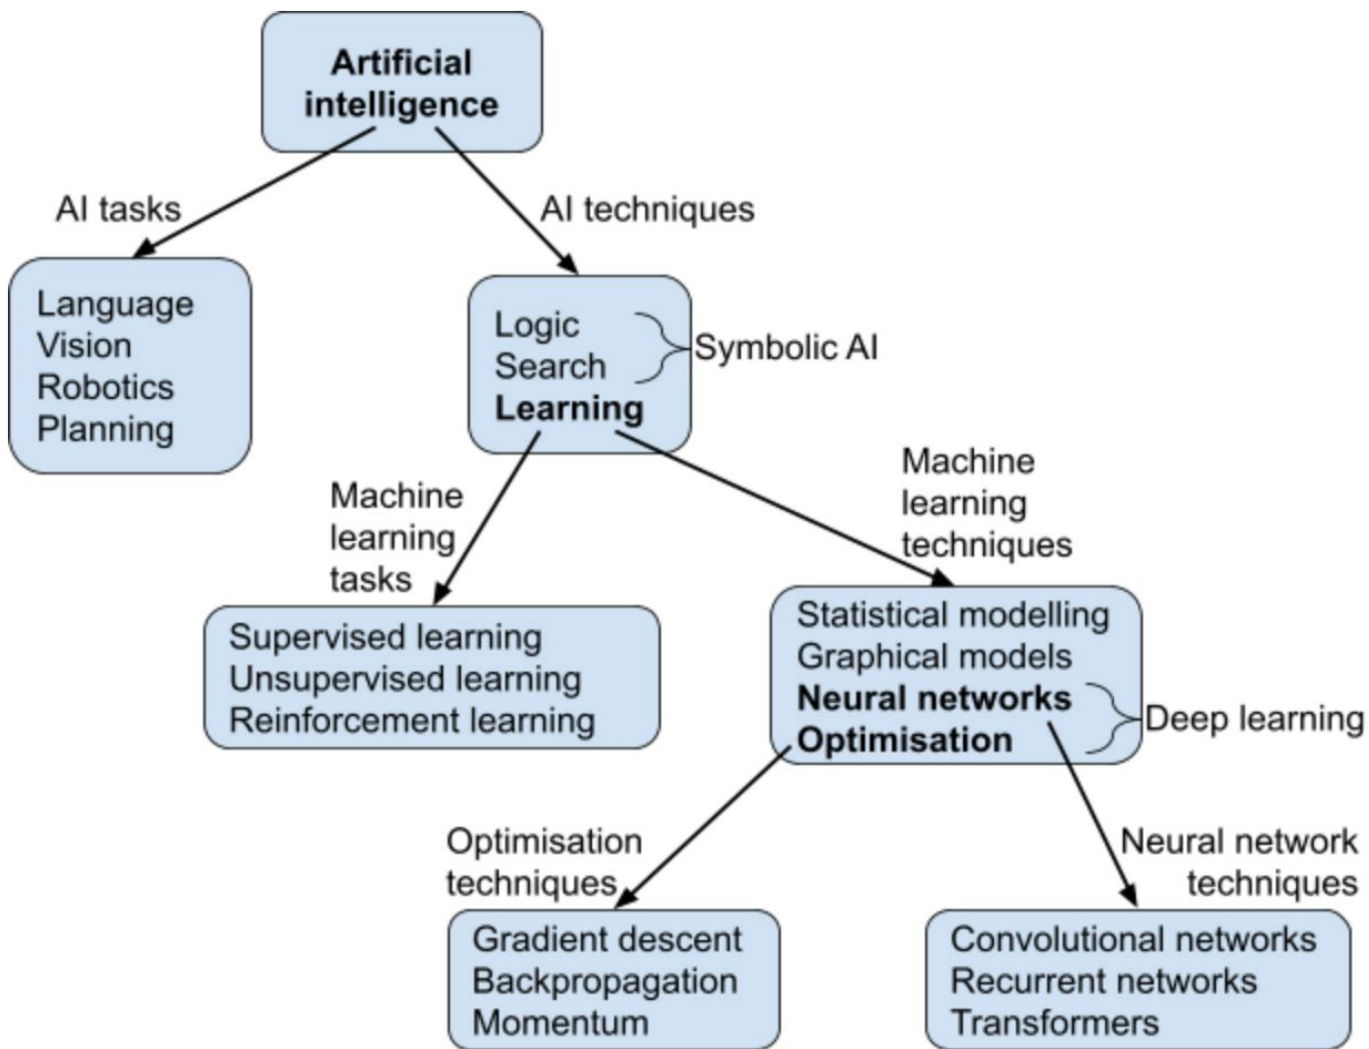 Artificial
intelligence
AI tasks
AI techniques
Language
Vision
Robotics
Planning
Logic
Search
Learning
Symbolic AI
Machine
learning
tasks
Machine
learning
techniques
Supervised learning
Unsupervised learning
Reinforcement learning
Statistical modelling
Graphical models
Neural networks
Optimisation
Deep learning
Optimisation
techniques
Neural network
techniques
Gradient descent
Backpropagation
Momentum
Convolutional networks
Recurrent networks
Transformers